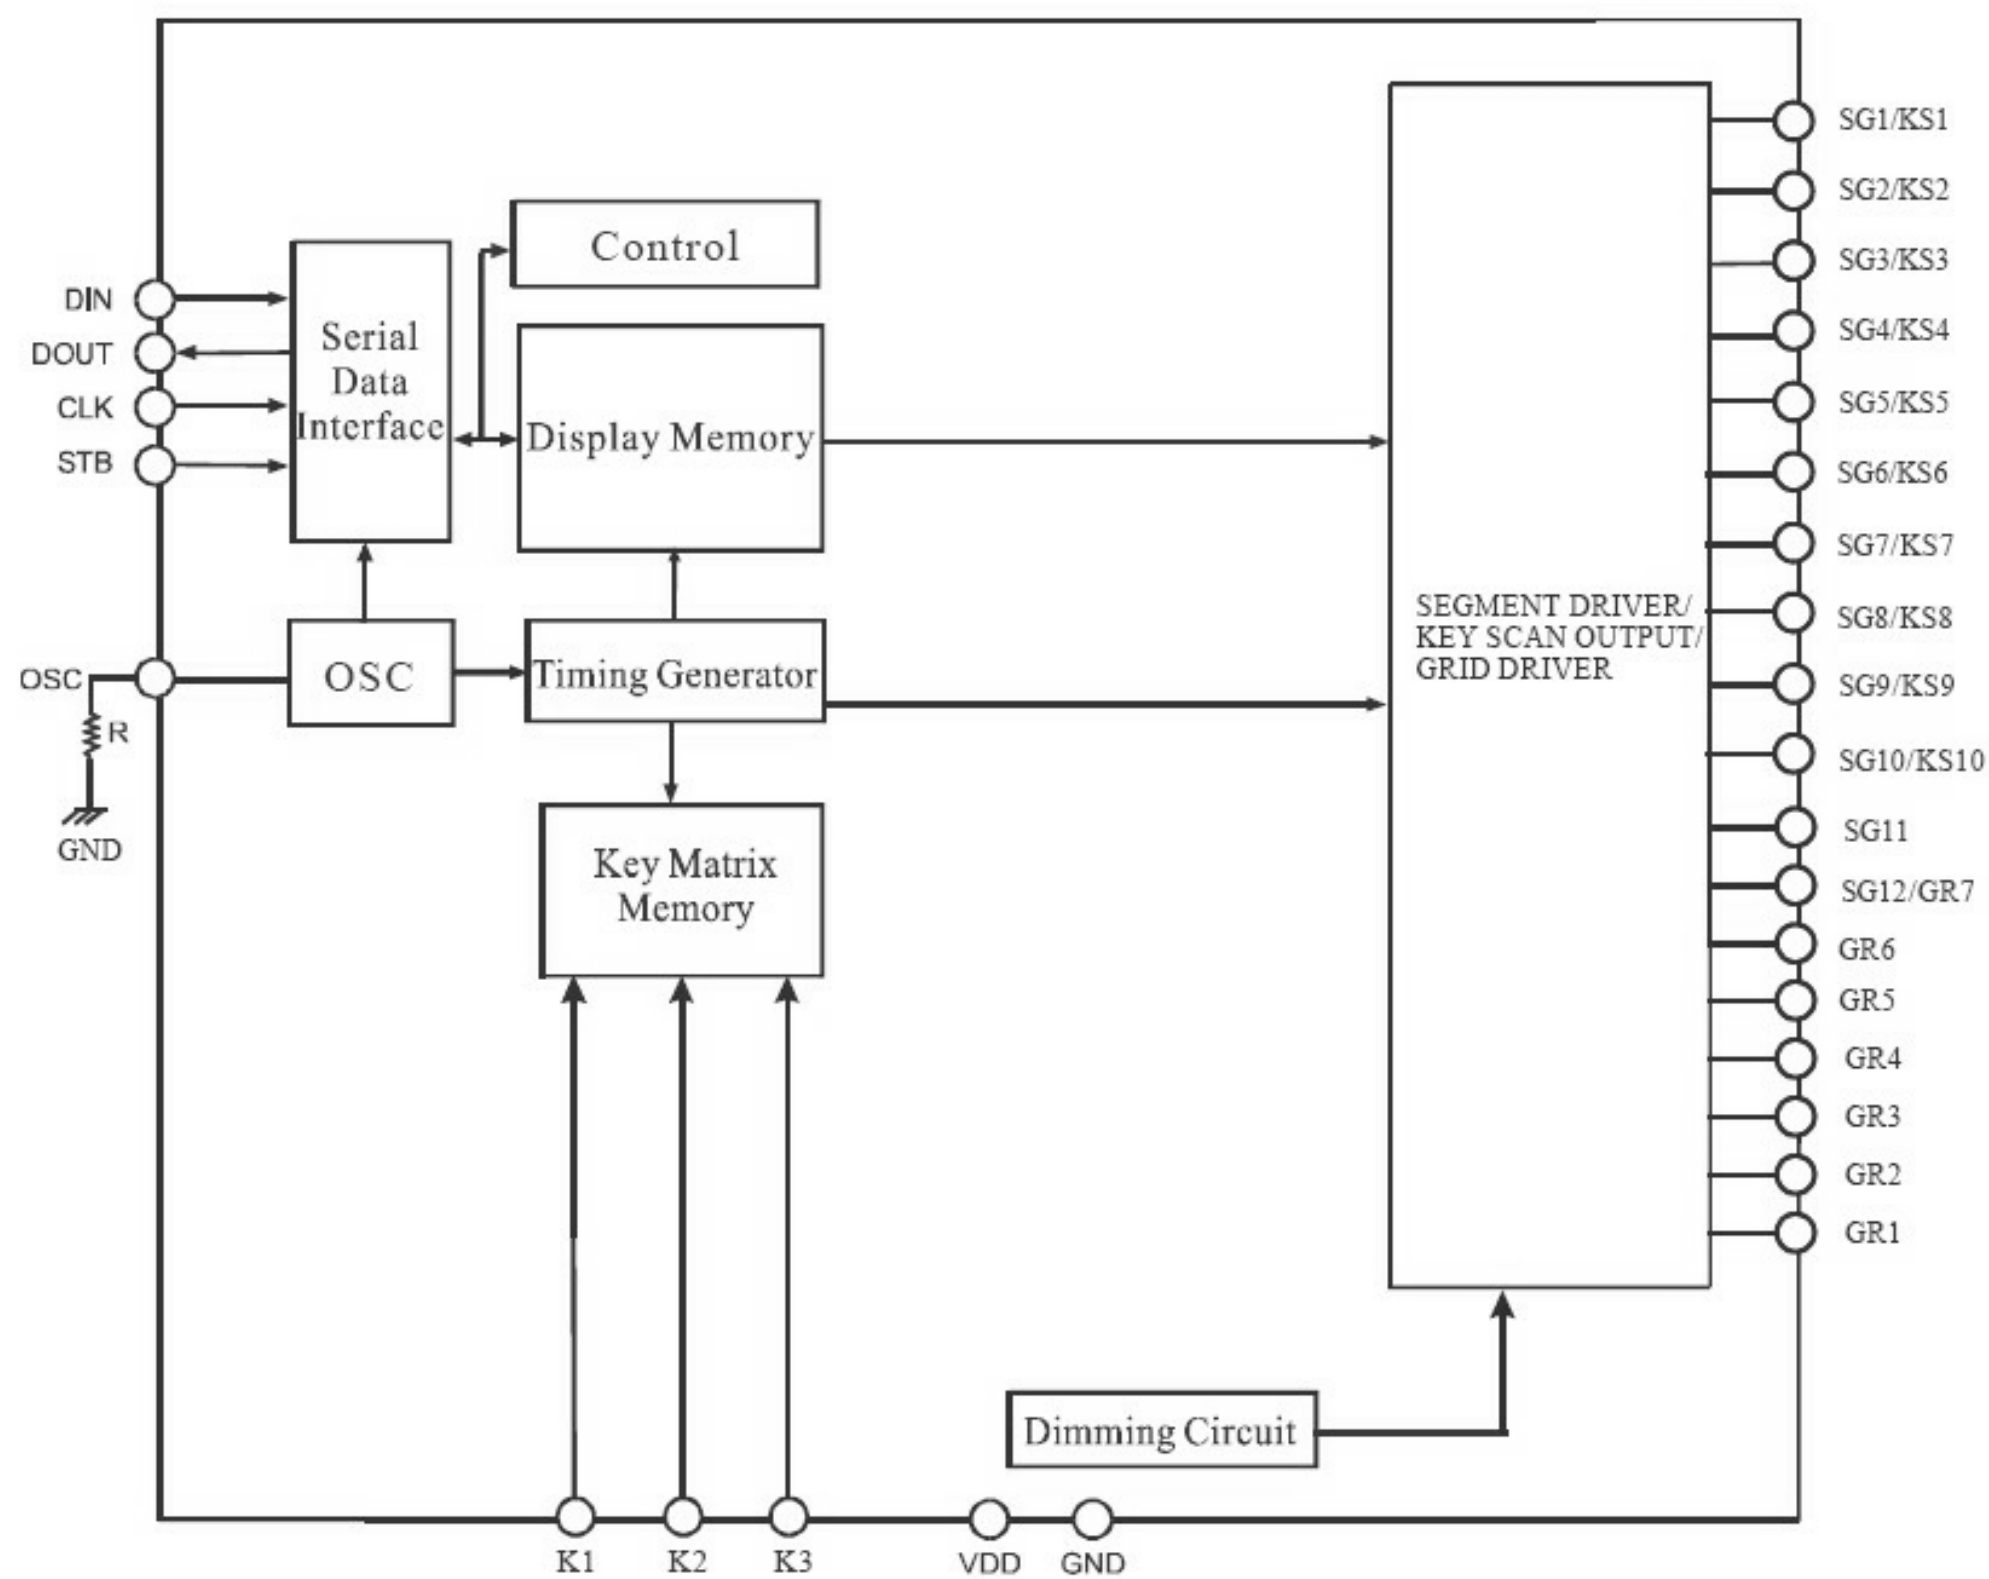 Control
DIN
DOUT
CLK
STB
Serial
Data
Interface
Display Memory
OSC
R
GND
OSC
Timing Generator
Key Matrix
Memory
SEGMENT DRIVER/
KEY SCAN OUTPUT/
GRID DRIVER
Dimming Circuit
SG1/KS1
SG2/KS2
SG3/KS3
SG4/KS4
SG5/KS5
SG6/KS6
SG7/KS7
SG8/KS8
SG9/KS9
SG10/KS10
SG11
SG12/GR7
GR6
GR5
GR4
GR3
GR2
GR1
K1
K2
K3
VDD
GND